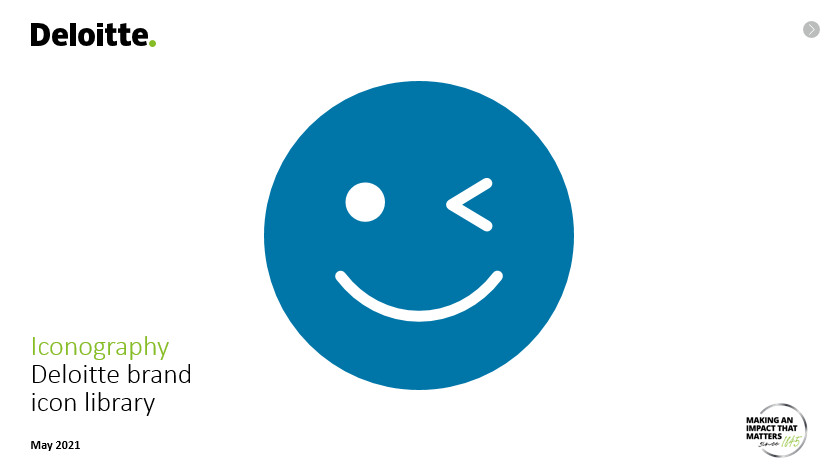 Deloitte.
Iconography
Deloitte brand
icon library
May 2021
MAKING AN
IMPACT THAT
MATTERS
since 1845